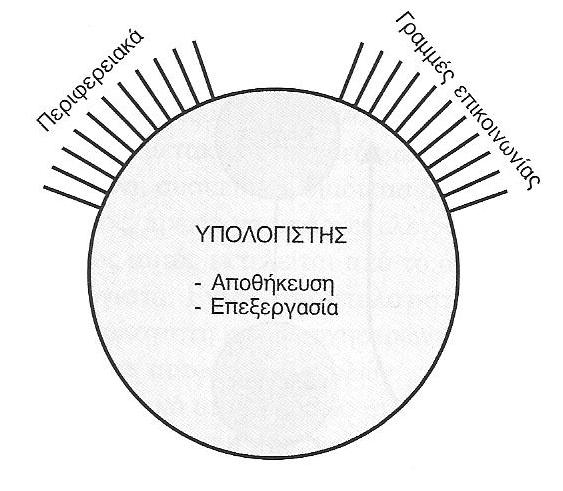 Περιφερειακά
Γραμμές επικοινωνίας
ΥΠΟΛΟΓΙΣΤΗΣ
- Αποθήκευση
- Επεξεργασία